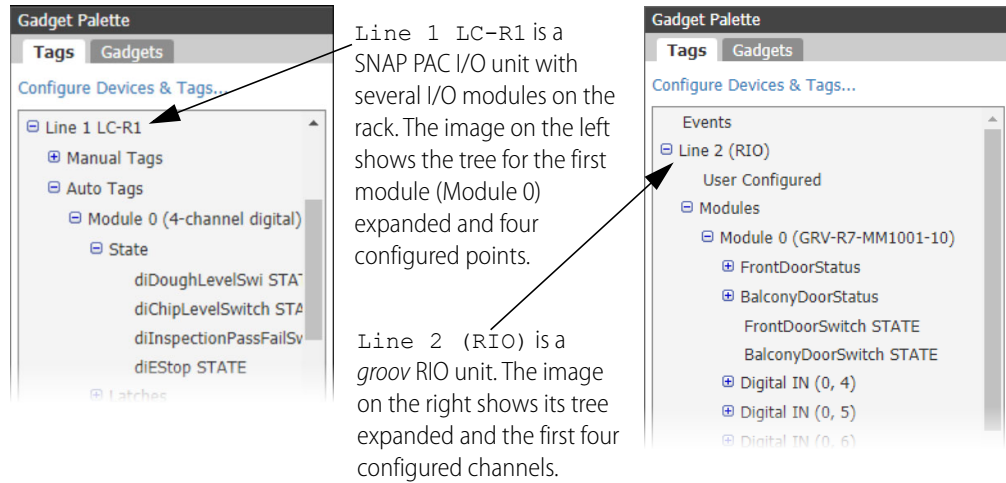 Gadget Palette
Tags Gadgets
Configure Devices & Tags...
Line 1 LC-R1
Manual Tags
Auto Tags
Module 0 (4-channel digital)
State
diDoughLevelSwi STAT
diChipLevelSwitch STA
diInspectionPassFailSw
diEStop STATE
Latches
Line 1 LC-R1 is a
SNAP PAC I/O unit with
several I/O modules on the
rack. The image on the left
shows the tree for the first
module (Module 0)
expanded and four
configured points.
Line 2 (RIO) is a
groov RIO unit. The image
on the right shows its tree
expanded and the first four
configured channels.
Gadget Palette
Tags Gadgets
Configure Devices & Tags...
Events
Line 2 (RIO)
User Configured
Modules
Module 0 (GRV-R7-MM1001-10)
FrontDoorStatus
BalconyDoorStatus
FrontDoorSwitch STATE
BalconyDoorSwitch STATE
Digital IN (0, 4)
Digital IN (0, 5)
Digital IN (0, 6)